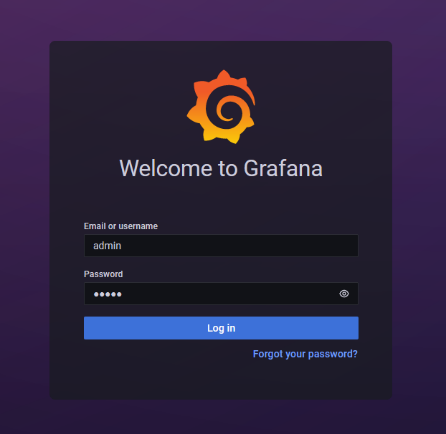 Welcome to Grafana
Email or username
admin
Password
•••••
Log in
Forgot your password?